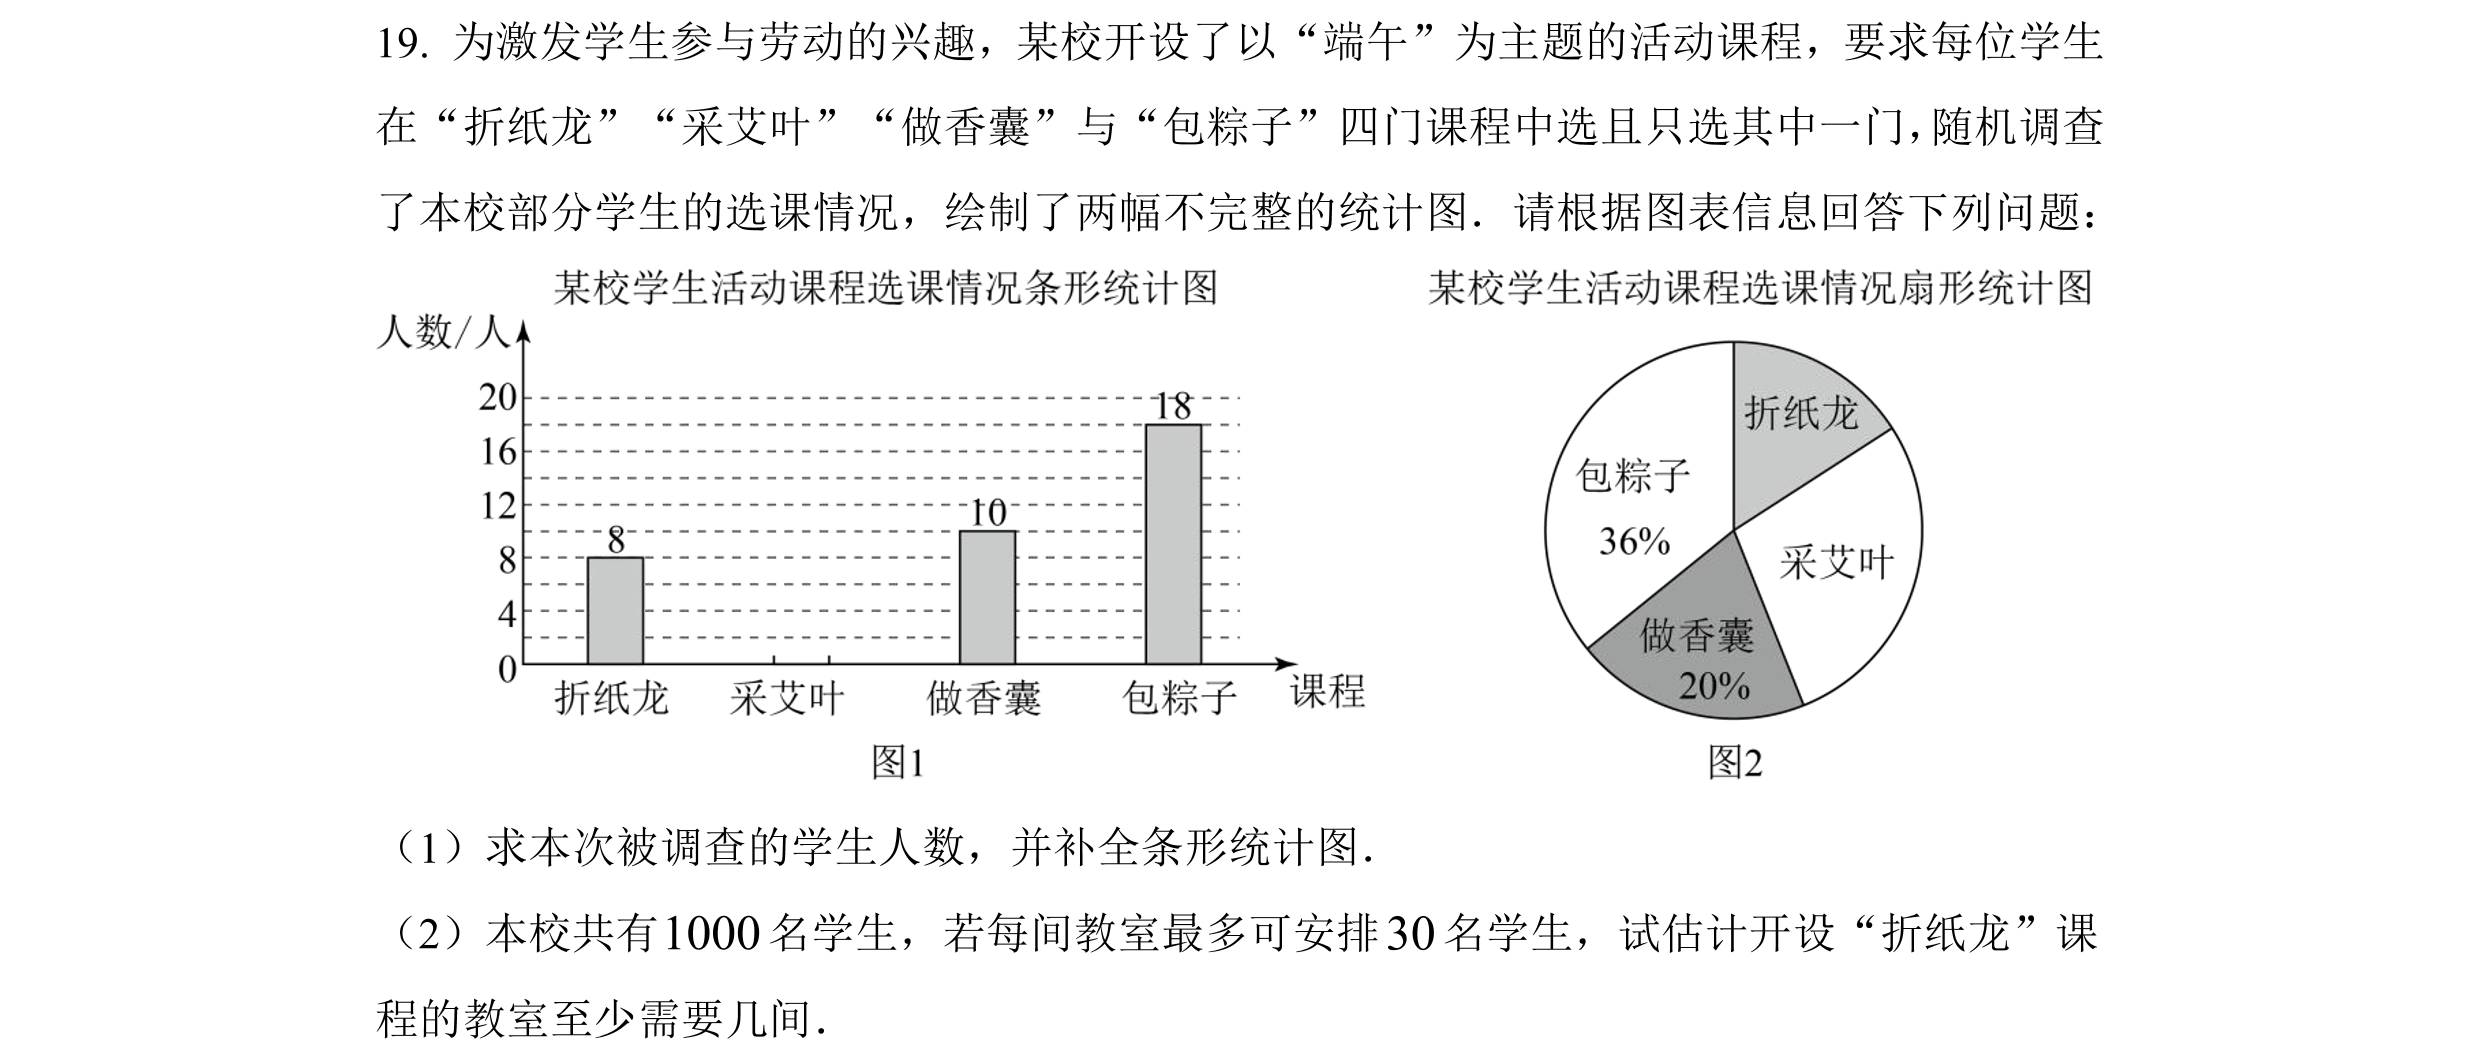 19. 为激发学生参与劳动的兴趣，某校开设了以“端午”为主题的活动课程，要求每位学生
在“折纸龙”“采艾叶”“做香囊”与“包粽子”四门课程中选且只选其中一门，随机调查
了本校部分学生的选课情况，绘制了两幅不完整的统计图．请根据图表信息回答下列问题：
某校学生活动课程选课情况条形统计图
人数/人
20
16
12
8
4
0
8
10
18
折纸龙 采艾叶 做香囊 包粽子 课程
图1
某校学生活动课程选课情况扇形统计图
折纸龙
包粽子
36%
采艾叶
做香囊
20%
图2
（1）求本次被调查的学生人数，并补全条形统计图．
（2）本校共有1000名学生，若每间教室最多可安排30名学生，试估计开设“折纸龙”课
程的教室至少需要几间．